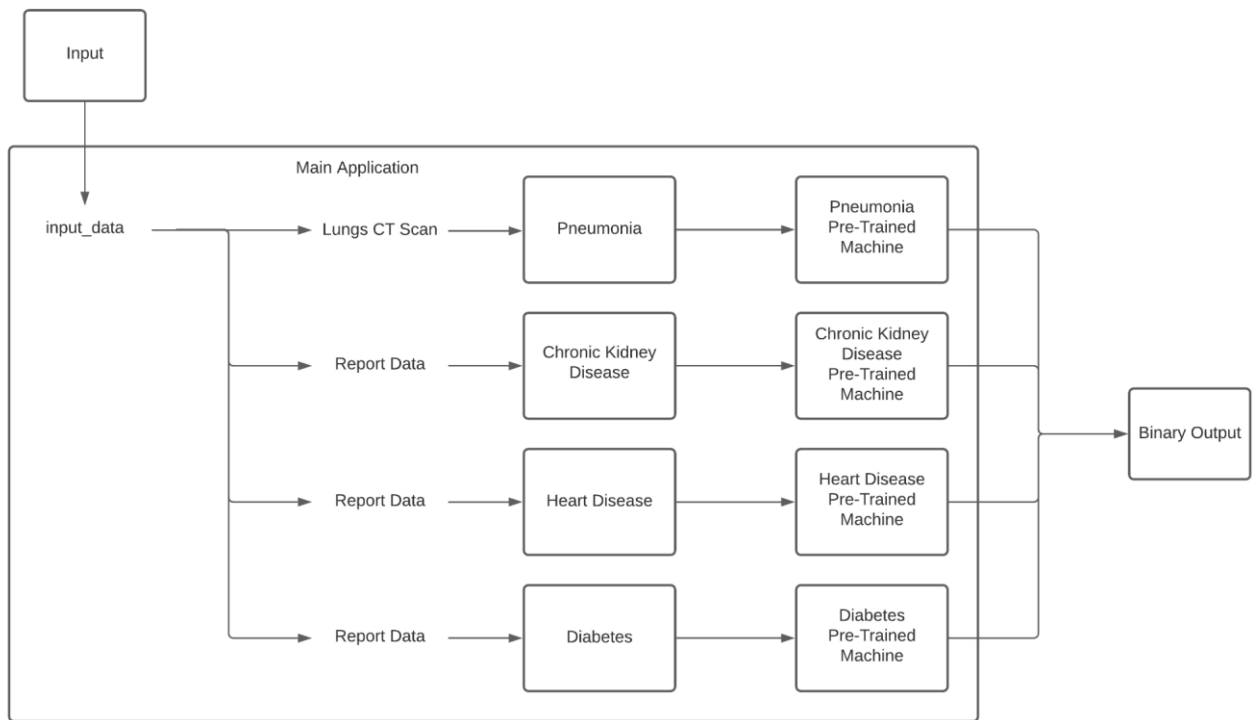 Input
Main Application
input_data
Lungs CT Scan
Pneumonia
Pneumonia
Pre-Trained
Machine
Report Data
Chronic Kidney
Disease
Chronic Kidney
Disease
Pre-Trained
Machine
Binary Output
Report Data
Heart Disease
Heart Disease
Pre-Trained
Machine
Report Data
Diabetes
Diabetes
Pre-Trained
Machine